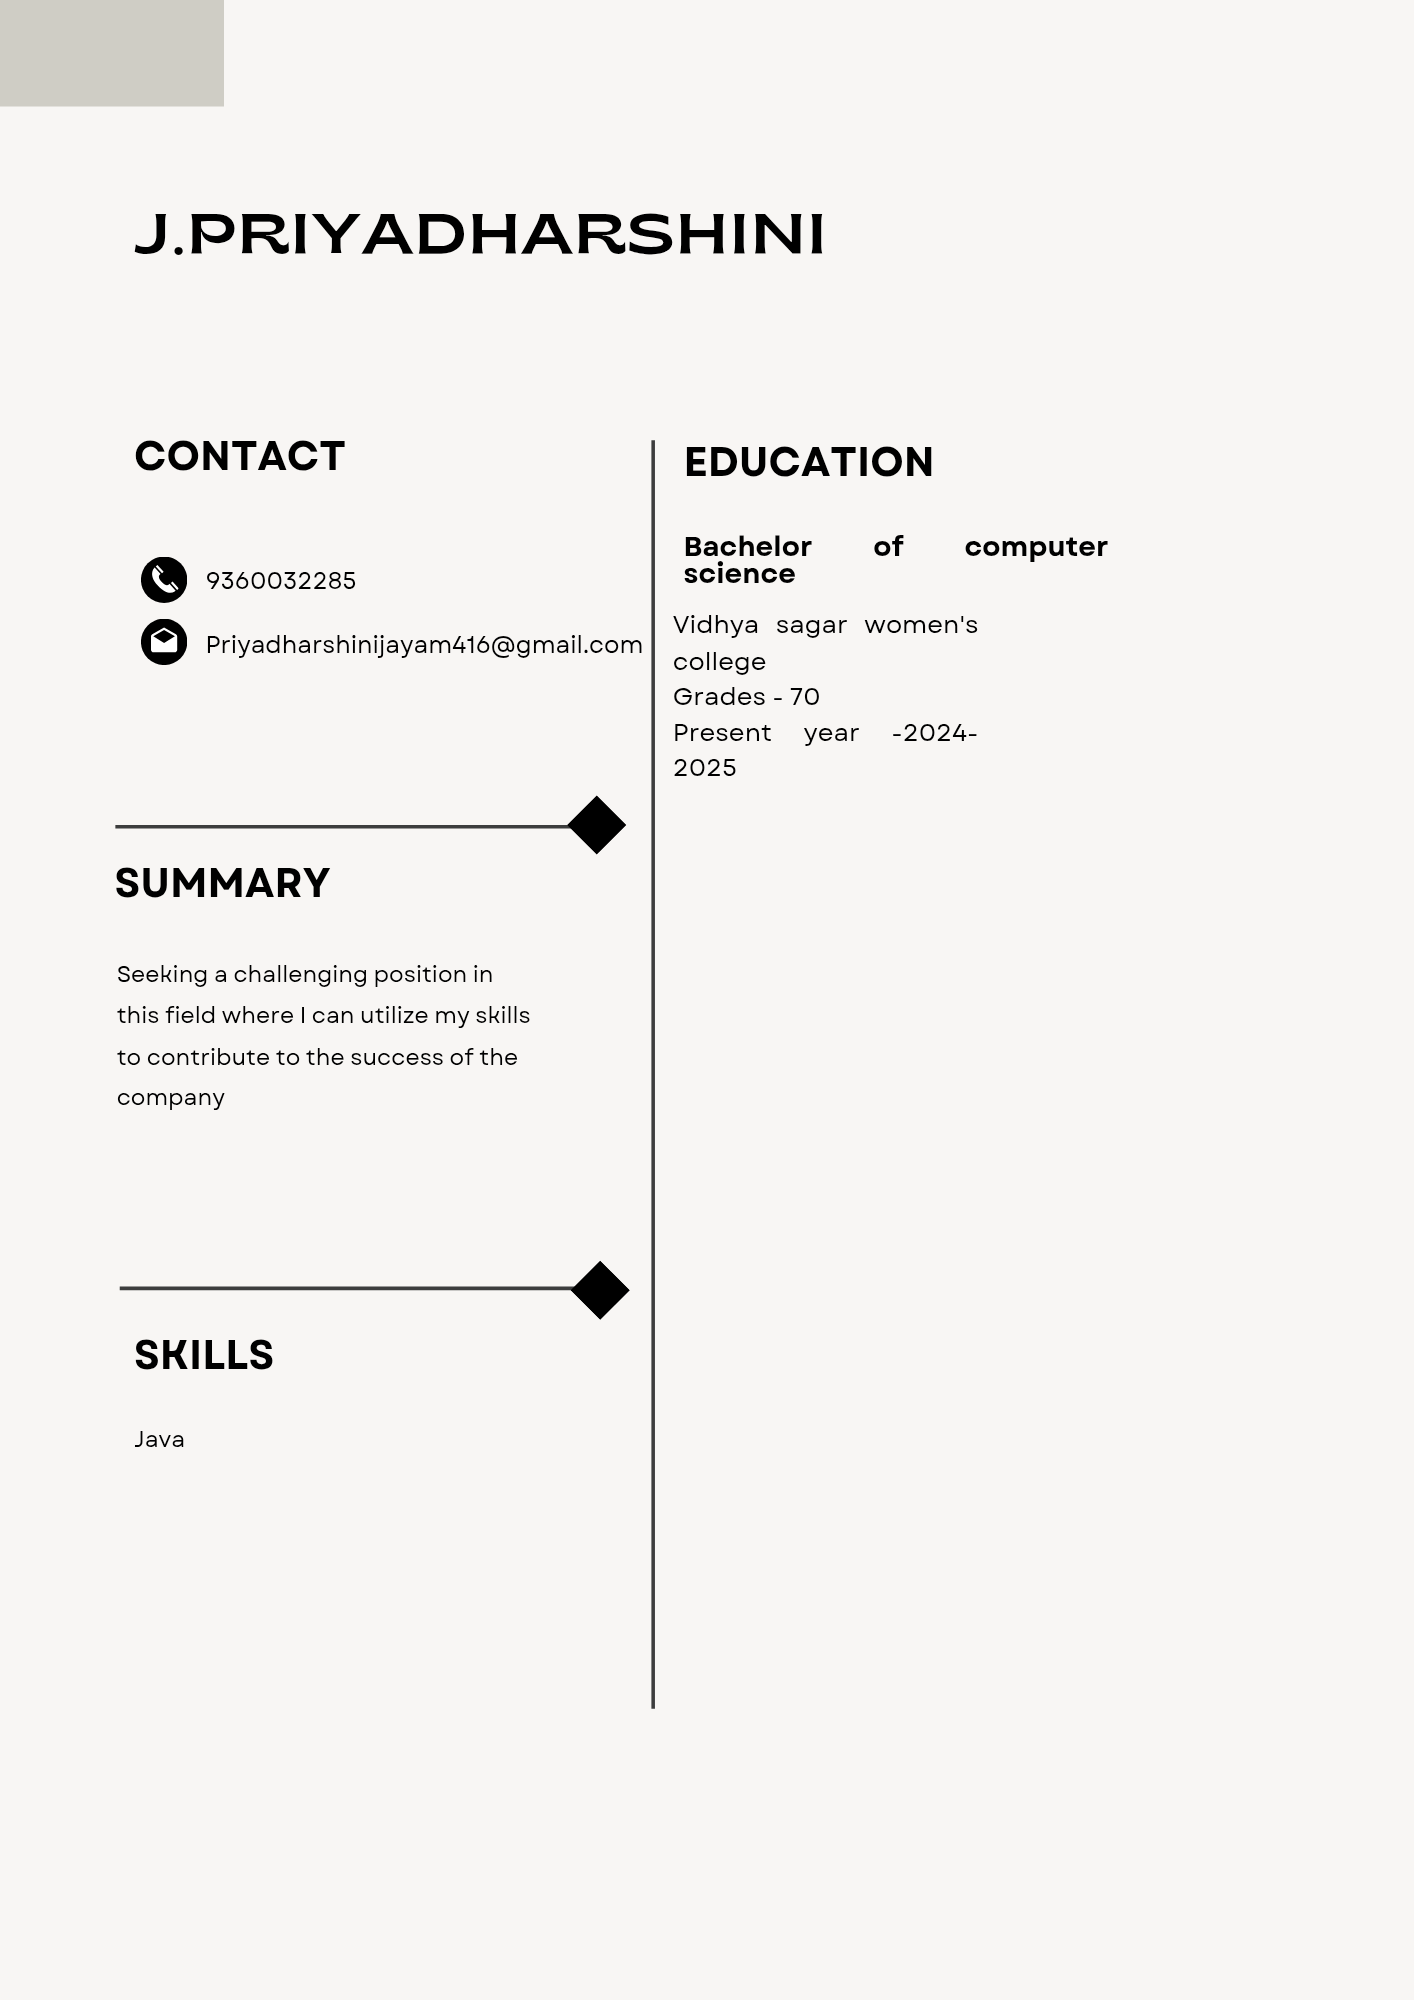 J.PRIYADHARSHINI
CONTACT
9360032285
Priyadharshinijayam416@gmail.com
SUMMARY
Seeking a challenging position in
this field where I can utilize my skills
to contribute to the success of the
company
SKILLS
Java
EDUCATION
Bachelor of computer
science
Vidhya sagar women's
college
Grades - 70
Present year -2024-
2025